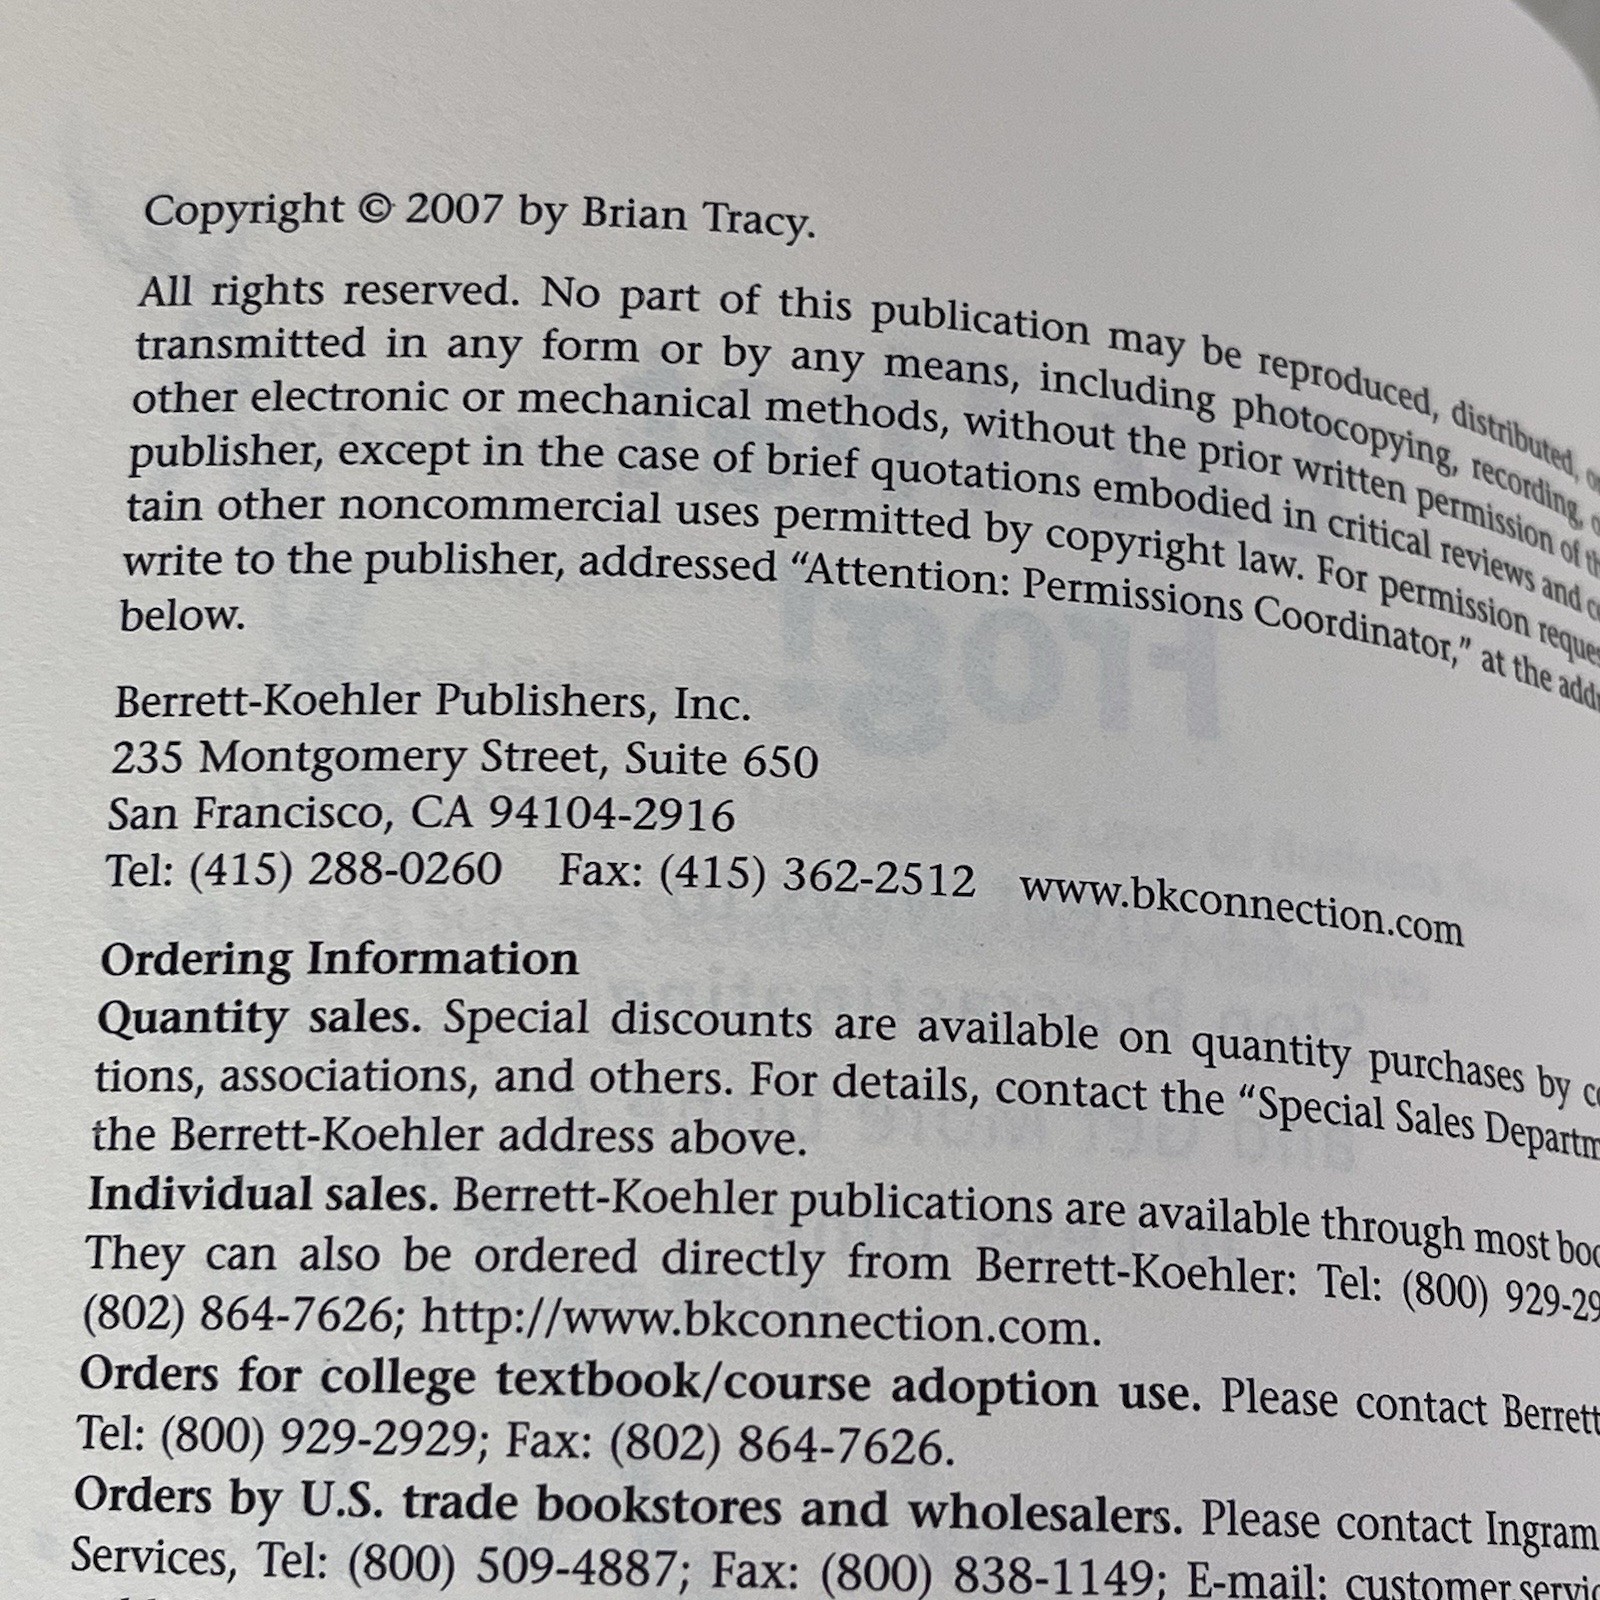 Copyright © 2007 by Brian Tracy.
All rights reserved. No part of this publication may be reproduced, distributed,
transmitted in any form or by any means, including photocopying, recording,
other electronic or mechanical methods, without the prior written permission of
publisher, except in the case of brief quotations embodied in critical reviews and
tain other noncommercial uses permitted by copyright law. For permission
write to the publisher, addressed “Attention: Permissions Coordinator,” at the
below.
Berrett-Koehler Publishers, Inc.
235 Montgomery Street, Suite 650
San Francisco, CA 94104-2916
Tel: (415) 288-0260 Fax: (415) 362-2512 www.bkconnection.com
Ordering Information
Quantity sales. Special discounts are available on quantity purchases by
tions, associations, and others. For details, contact the “Special Sales
the Berrett-Koehler address above.
Individual sales. Berrett-Koehler publications are available through most
They can also be ordered directly from Berrett-Koehler: Tel: (800) 929-29
(802) 864-7626; http://www.bkconnection.com.
Orders for college textbook/course adoption use. Please contact Berrett
Tel: (800) 929-2929; Fax: (802) 864-7626.
Orders by U.S. trade bookstores and wholesalers. Please contact Ingram
Services, Tel: (800) 509-4887; Fax: (800) 838-1149; E-mail: